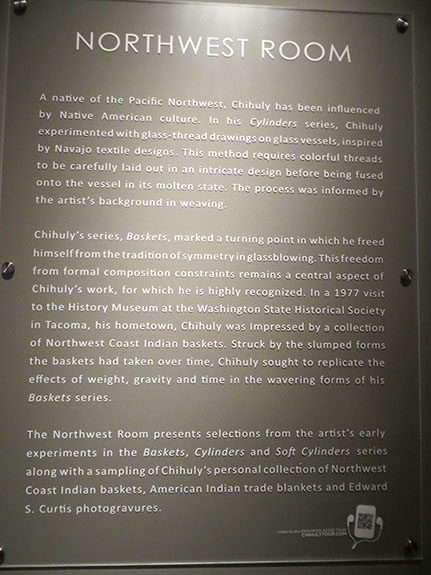 NORTHWEST ROOM
A native of the Pacific Northwest, Chihuly has been influenced
by Native American culture. In his Cylinders series, Chihuly
experimented with glass-thread drawings on glass vessels, inspired
by Navajo textile designs. This method requires colorful threads
to be carefully laid out in an intricate design before being fused
onto the vessel in its molten state. The process was informed by
the artist's background in weaving.
Chihuly's series, Baskets, marked a turning point in which he freed
himself from the tradition of symmetry in glassblowing. This freedom
from formal composition constraints remains a central aspect of
Chihuly's work, for which he is highly recognized. In a 1977 visit
to the History Museum at the Washington State Historical Society
in Tacoma, his hometown, Chihuly was impressed by a collection
of Northwest Coast Indian baskets. Struck by the slumped forms
the baskets had taken over time, Chihuly sought to replicate the
effects of weight, gravity and time in the wavering forms of his
Baskets series.
The Northwest Room presents selections from the artist's early
experiments in the Baskets, Cylinders and Soft Cylinders series
along with a sampling of Chihuly's personal collection of Northwest
Coast Indian baskets, American Indian trade blankets and Edward
S. Curtis photogravures.
Listen to the CHIHULY AUDIO TOUR
CHIHULYTOUR.COM